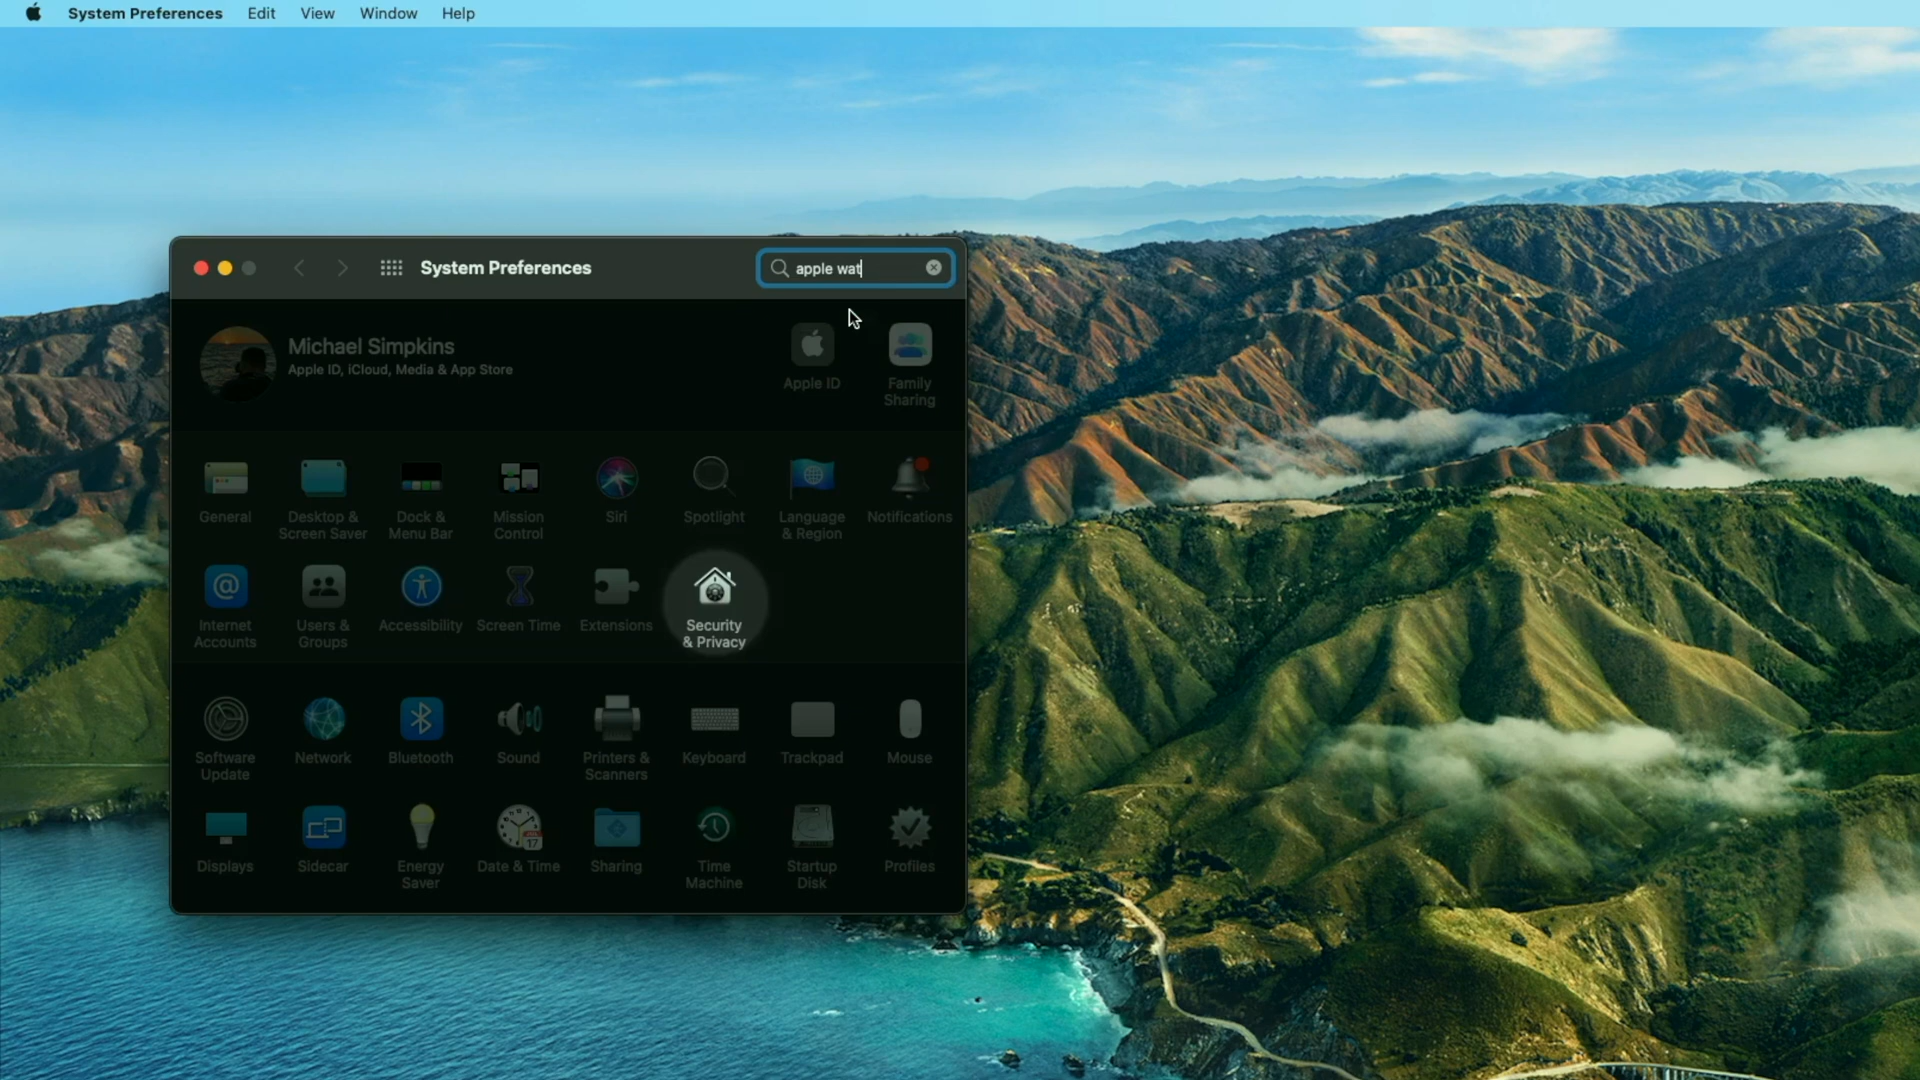 System Preferences Edit View Window Help
System Preferences
apple wat
Michael Simpkins
Apple ID, iCloud, Media & App Store
Apple ID
Family
Sharing
General
Desktop &
Screen Saver
Dock &
Menu Bar
Mission
Control
Siri
Spotlight
Language
& Region
Notifications
Internet
Accounts
Users &
Groups
Accessibility
Screen Time
Extensions
Security
& Privacy
Software
Update
Network
Bluetooth
Sound
Printers &
Scanners
Keyboard
Trackpad
Mouse
Displays
Sidecar
Energy
Saver
Date & Time
Sharing
Time
Machine
Startup
Disk
Profiles